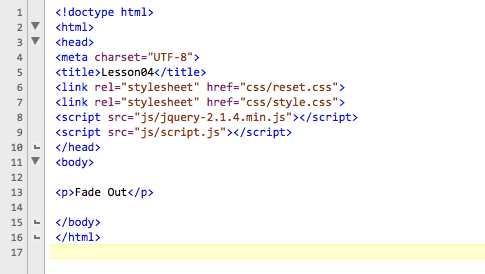 1 <!doctype html>
2 <html>
3 <head>
4 <meta charset="UTF-8">
5 <title>Lesson04</title>
6 <link rel="stylesheet" href="css/reset.css">
7 <link rel="stylesheet" href="css/style.css">
8 <script src="js/jquery-2.1.4.min.js"></script>
9 <script src="js/script.js"></script>
10 </head>
11 <body>
12
13 <p>Fade Out</p>
14
15 </body>
16 </html>
17